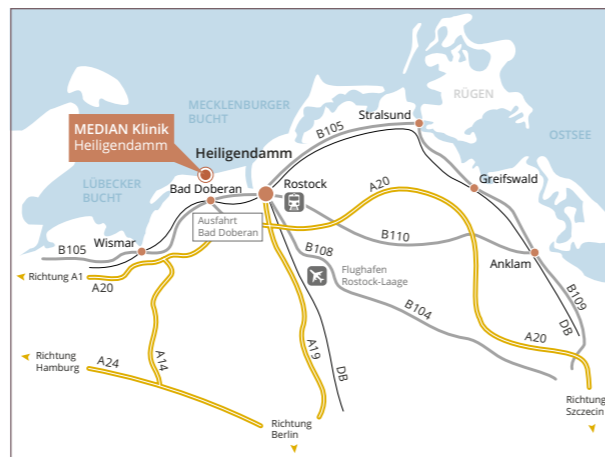 MECKLENBURGER
BUCHT
Stralsund
RÜGEN
B105
OSTSEE
MEDIAN Klinik
Heiligendamm
Heiligendamm
LÜBECKER
BUCHT
Bad Doberan
Rostock
A20
Greifswald
Ausfahrt
Bad Doberan
Wismar
B105
B110
B108
Anklam
Richtung A1
A20
Flughafen
Rostock-Laage
B109
B104
DB
A20
A19
A14
A24
DB
Richtung
Hamburg
Richtung
Szczecin
Richtung
Berlin